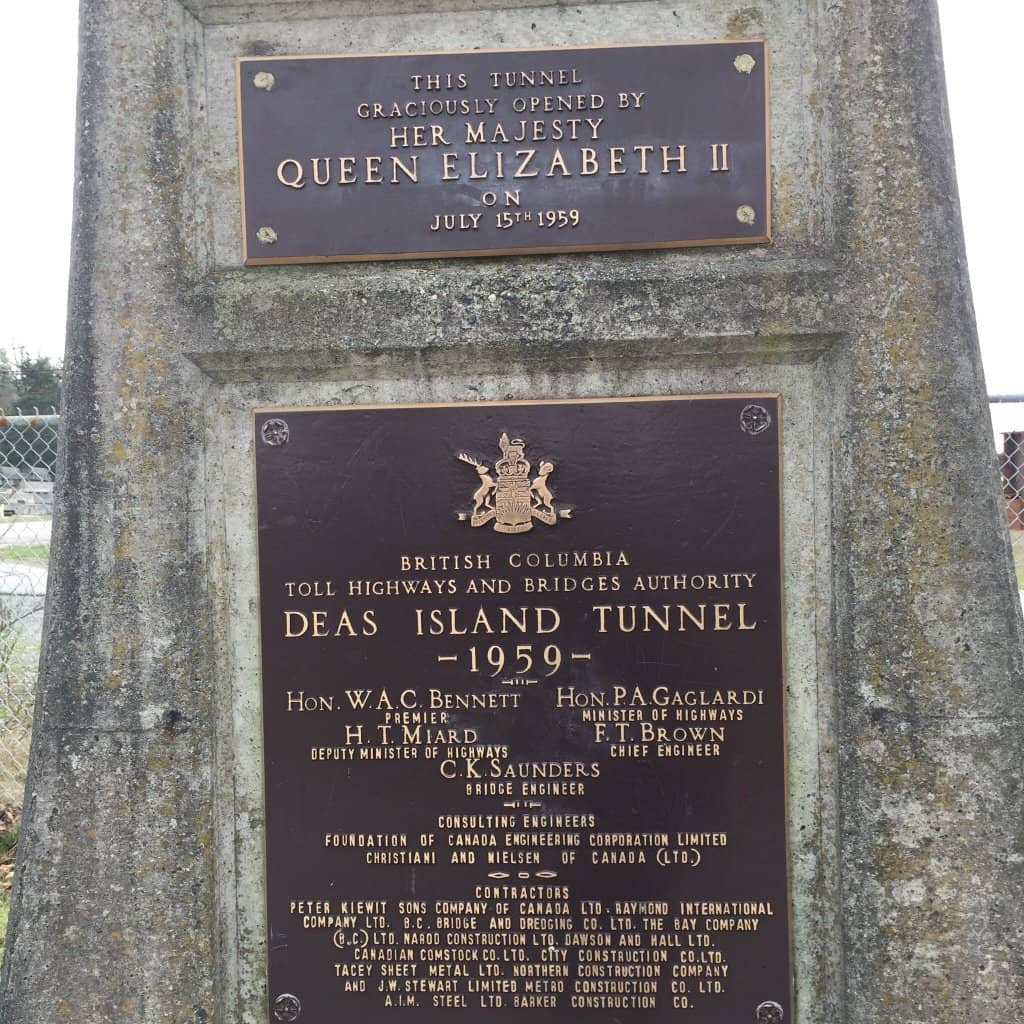 THIS TUNNEL
GRACIOUSLY OPENED BY
HER MAJESTY
QUEEN ELIZABETH II
ON
JULY 15TH 1959
BRITISH COLUMBIA
TOLL HIGHWAYS AND BRIDGES AUTHORITY
DEAS ISLAND TUNNEL
-1959-
HON. W.A.C. BENNETT HON. P.A. GAGLARDI
PREMIER MINISTER OF HIGHWAYS
H.T. MIARD F.T. BROWN
DEPUTY MINISTER OF HIGHWAYS CHIEF ENGINEER
C.K. SAUNDERS
BRIDGE ENGINEER
CONSULTING ENGINEERS
FOUNDATION OF CANADA ENGINEERING CORPORATION LIMITED
CHRISTIANI AND NIELSEN OF CANADA (LTD.)
CONTRACTORS
PETER KIEWIT SONS COMPANY OF CANADA LTD. RAYMOND INTERNATIONAL
COMPANY LTD. B.C. BRIDGE AND DREDGING CO. LTD. THE BAY COMPANY
(B.C.) LTD. NAROD CONSTRUCTION LTD. DAWSON AND HALL LTD.
CANADIAN COMSTOCK CO. LTD. CITY CONSTRUCTION CO. LTD.
TACEY SHEET METAL LTD. NORTHERN CONSTRUCTION COMPANY
AND J.W. STEWART LIMITED METRO CONSTRUCTION CO. LTD.
A.I.M. STEEL LTD. BARKER CONSTRUCTION CO.